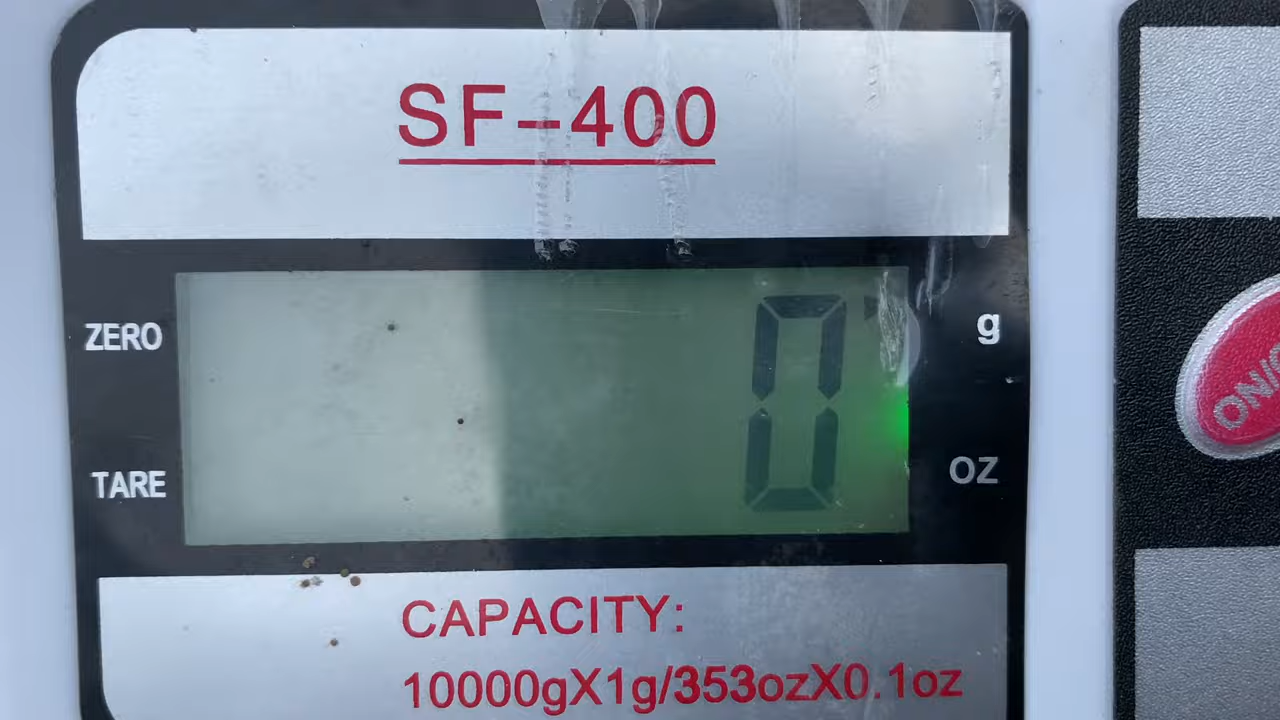 SF-400
ZERO
0
g
TARE
OZ
CAPACITY:
10000gX1g/353ozX0.1oz